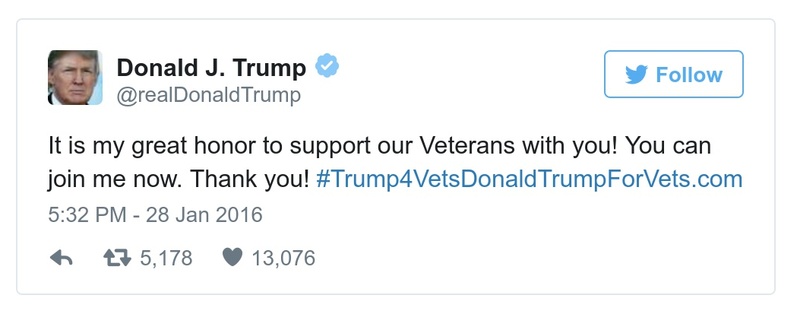 Donald J. Trump
@realDonaldTrump
Follow
It is my great honor to support our Veterans with you! You can
join me now. Thank you! #Trump4VetsDonaldTrumpForVets.com
5:32 PM - 28 Jan 2016
5,178 13,076